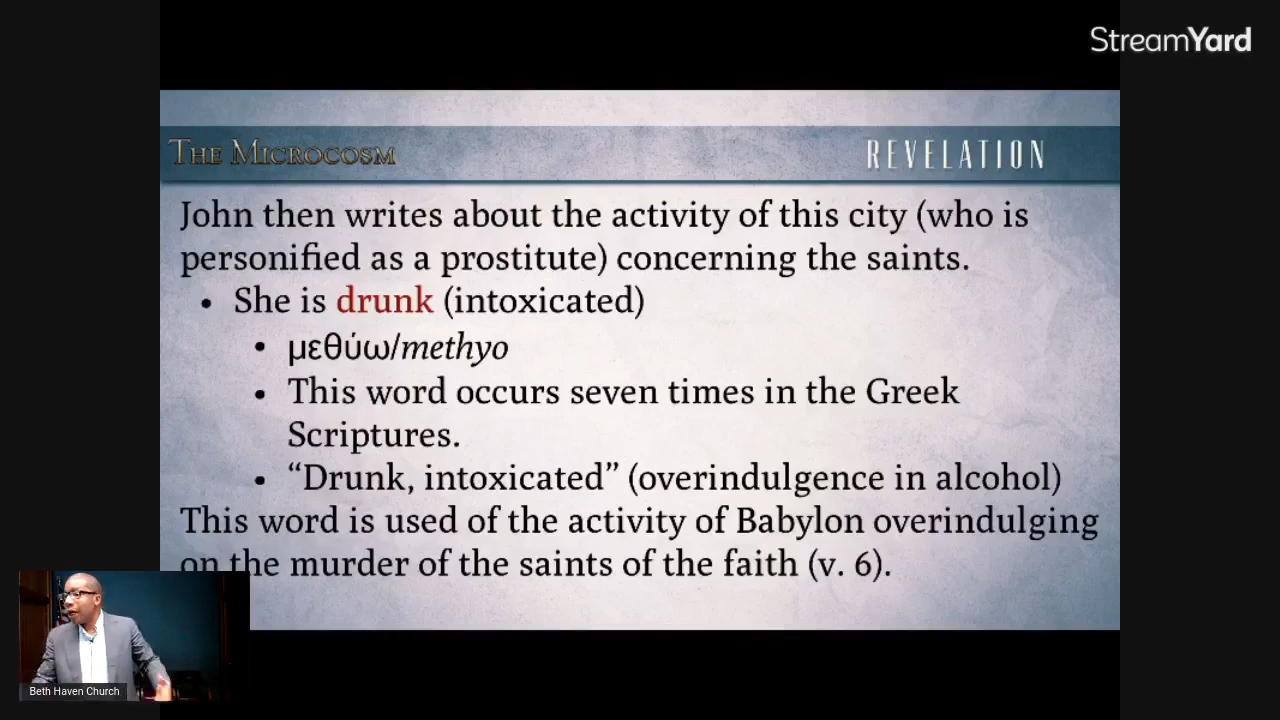 StreamYard
The Microcosm
REVELATION
John then writes about the activity of this city (who is
personified as a prostitute) concerning the saints.
• She is drunk (intoxicated)
• μεθύω/methyo
• This word occurs seven times in the Greek
Scriptures.
• “Drunk, intoxicated” (overindulgence in alcohol)
This word is used of the activity of Babylon overindulging
on the murder of the saints of the faith (v. 6).
Beth Haven Church